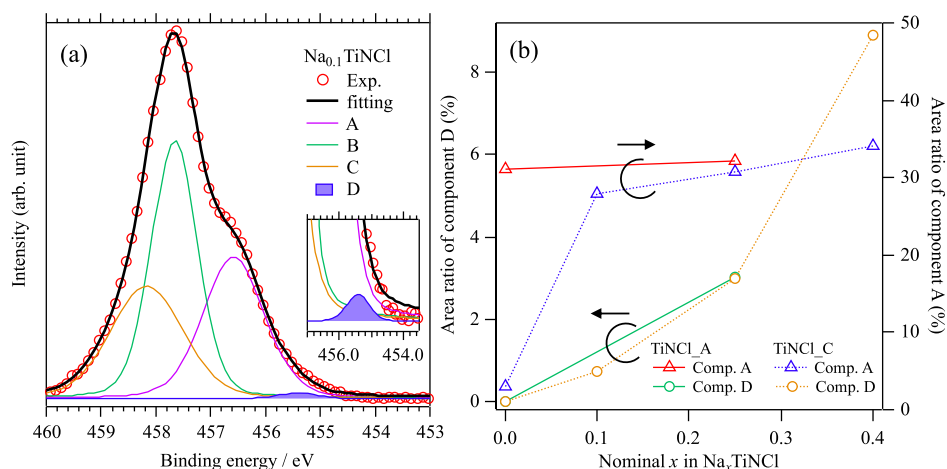 (a)
Na0.1TiNCl
Exp.
fitting
A
B
C
D
Intensity (arb. unit)
456.0 454.0
460 459 458 457 456 455 454 453
Binding energy / eV
(b)
Area ratio of component D (%)
8
6
4
2
0
50
40
30
20
10
0
Area ratio of component A (%)
TiNCl_A TiNCl_C
Comp. A Comp. A
Comp. D Comp. D
0.0 0.1 0.2 0.3 0.4
Nominal x in NaxTiNCl